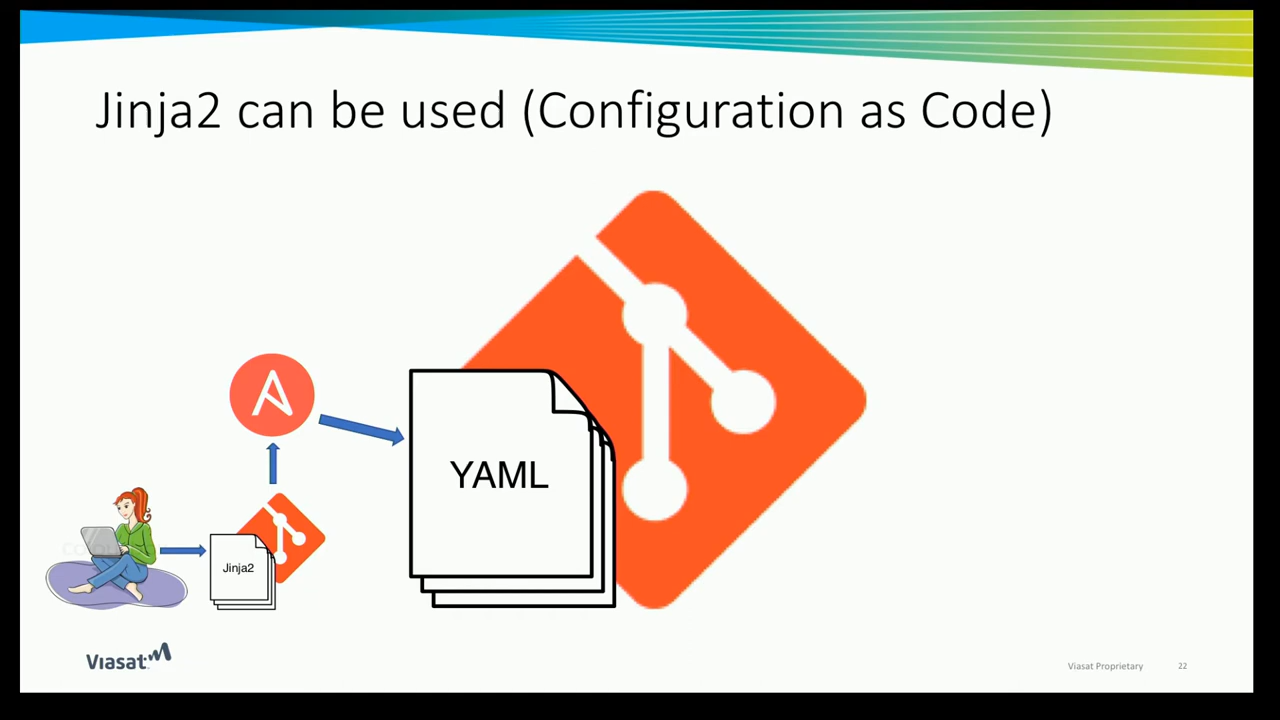 Jinja2 can be used (Configuration as Code)
YAML
Jinja2
Viasat
Viasat Proprietary
22